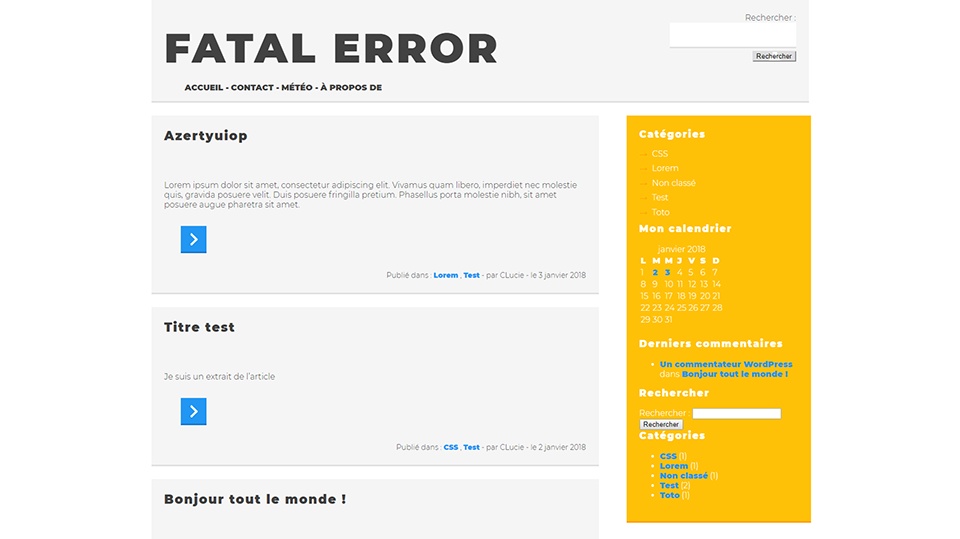 Rechercher :
FATAL ERROR
Rechercher
ACCUEIL - CONTACT - MÉTÉO - À PROPOS DE
Azertyuiop
Lorem ipsum dolor sit amet, consectetur adipiscing elit. Vivamus quam libero, imperdiet nec molestie
quis, gravida posuere velit. Duis posuere fringilla pretium. Phasellus porta molestie nibh, sit amet
posuere augue pharetra sit amet.
Publié dans : Lorem , Test - par CLucie - le 3 janvier 2018
Titre test
Je suis un extrait de l'article
Publié dans : CSS , Test - par CLucie - le 2 janvier 2018
Bonjour tout le monde !
Catégories
CSS
Lorem
Non classé
Test
Toto
Mon calendrier
janvier 2018
L M M J V S D
1 2 3 4 5 6 7
8 9 10 11 12 13 14
15 16 17 18 19 20 21
22 23 24 25 26 27 28
29 30 31
Derniers commentaires
Un commentateur WordPress
dans Bonjour tout le monde !
Rechercher
Rechercher :
Rechercher
Catégories
CSS (1)
Lorem (1)
Non classé (1)
Test (2)
Toto (1)